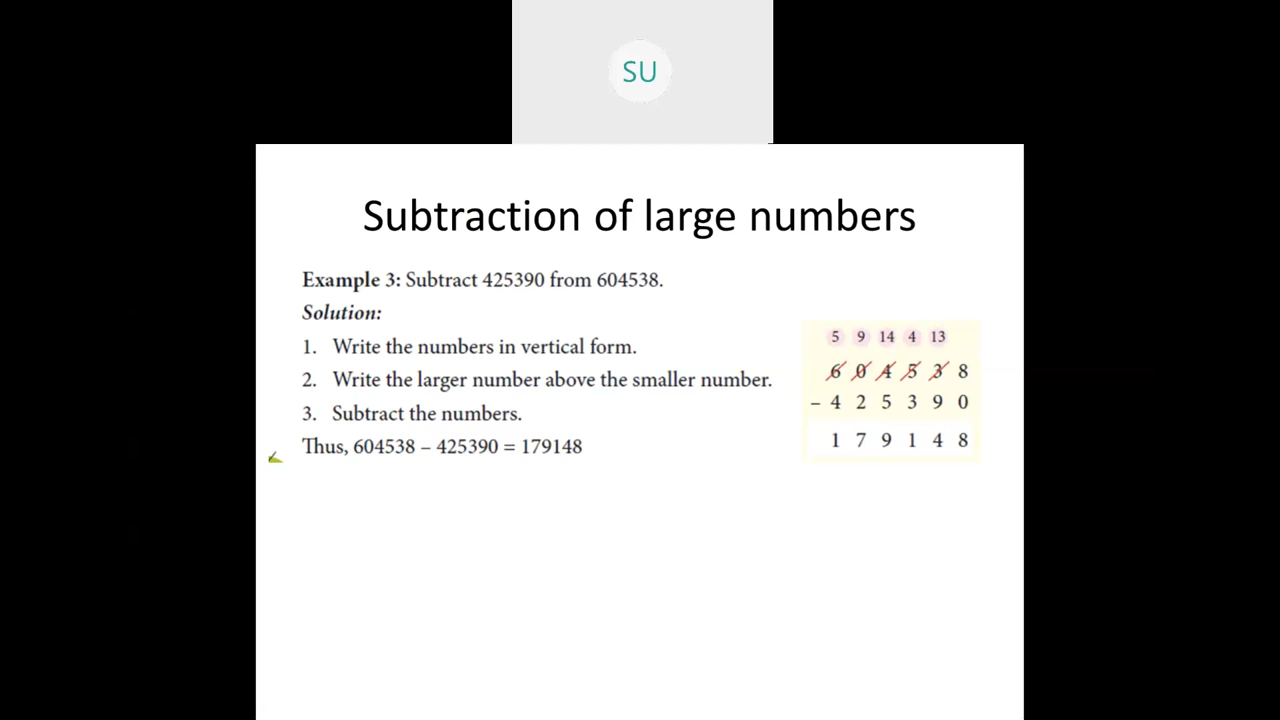 SU
Subtraction of large numbers
Example 3: Subtract 425390 from 604538.
Solution:
1. Write the numbers in vertical form.
2. Write the larger number above the smaller number.
3. Subtract the numbers.
Thus, 604538 – 425390 = 179148
5 9 14 4 13
6 0 4 5 3 8
– 4 2 5 3 9 0
1 7 9 1 4 8